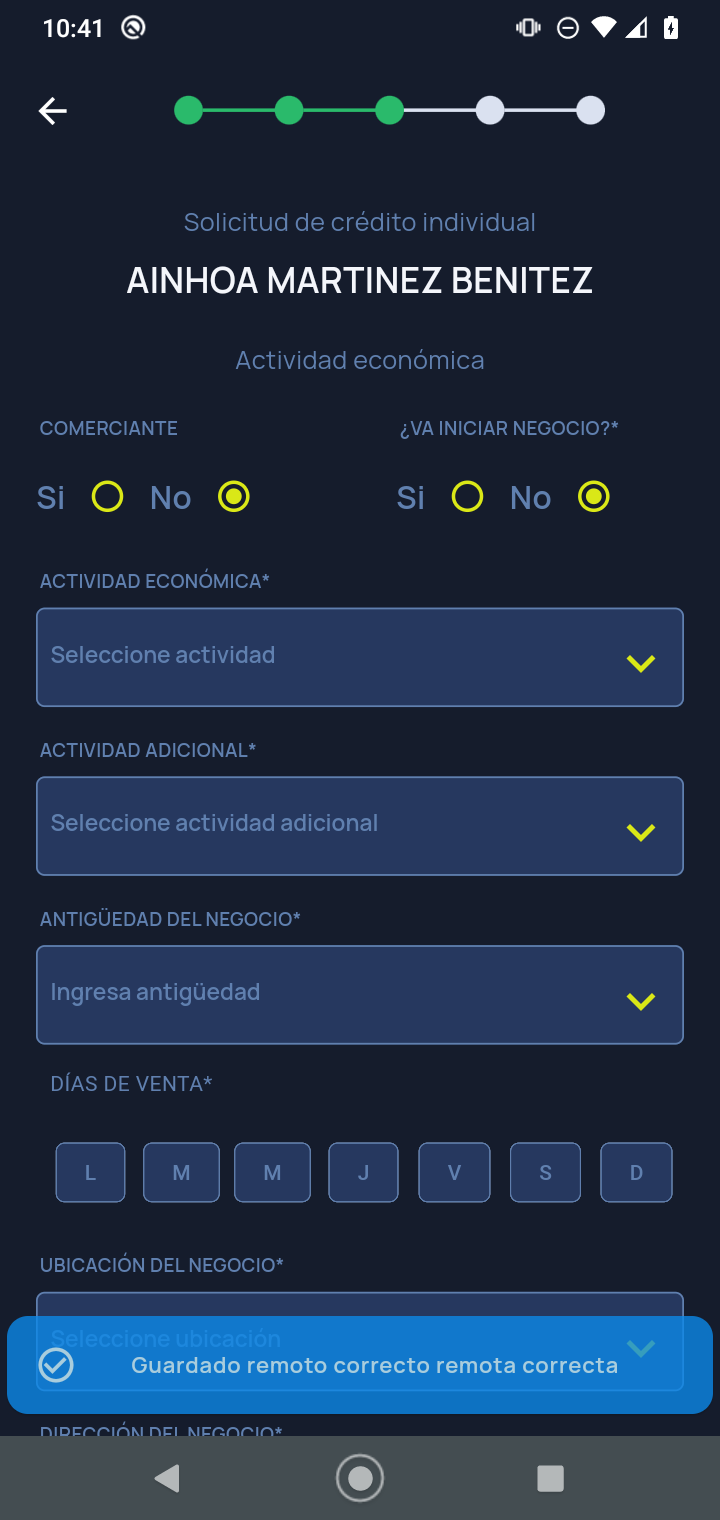 10:41
Solicitud de crédito individual
AINHOA MARTINEZ BENITEZ
Actividad económica
COMERCIANTE
¿VA INICIAR NEGOCIO?*
Si No
Si No
ACTIVIDAD ECONÓMICA*
Seleccione actividad
ACTIVIDAD ADICIONAL*
Seleccione actividad adicional
ANTIGÜEDAD DEL NEGOCIO*
Ingresa antigüedad
DÍAS DE VENTA*
L M M J V S D
UBICACIÓN DEL NEGOCIO*
Seleccione ubicación
Guardado remoto correcto remota correcta
DIRECCIÓN DEL NEGOCIO*